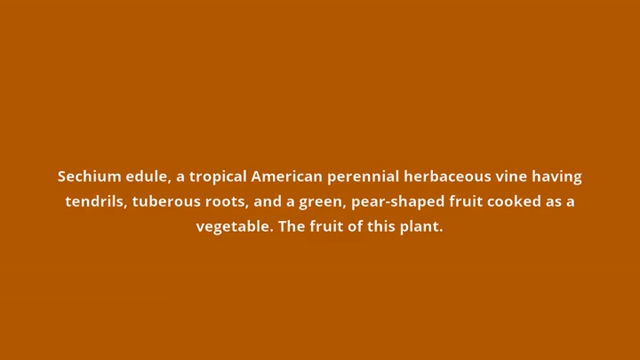 Sechium edule, a tropical American perennial herbaceous vine having
tendrils, tuberous roots, and a green, pear-shaped fruit cooked as a
vegetable. The fruit of this plant.